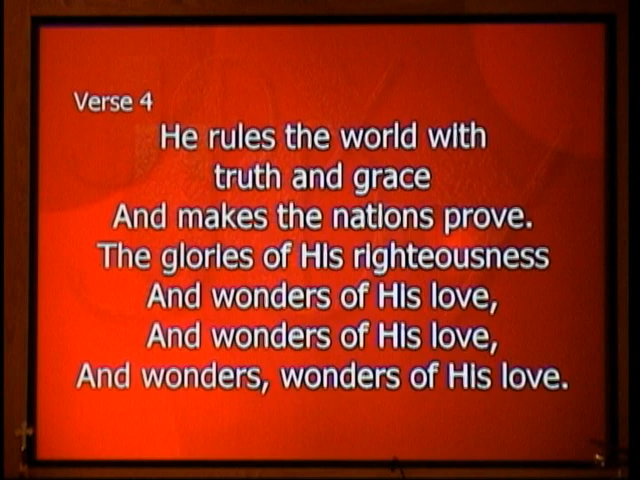 Verse 4
He rules the world with
truth and grace
And makes the nations prove.
The glories of His righteousness
And wonders of His love,
And wonders of His love,
And wonders, wonders of His love.